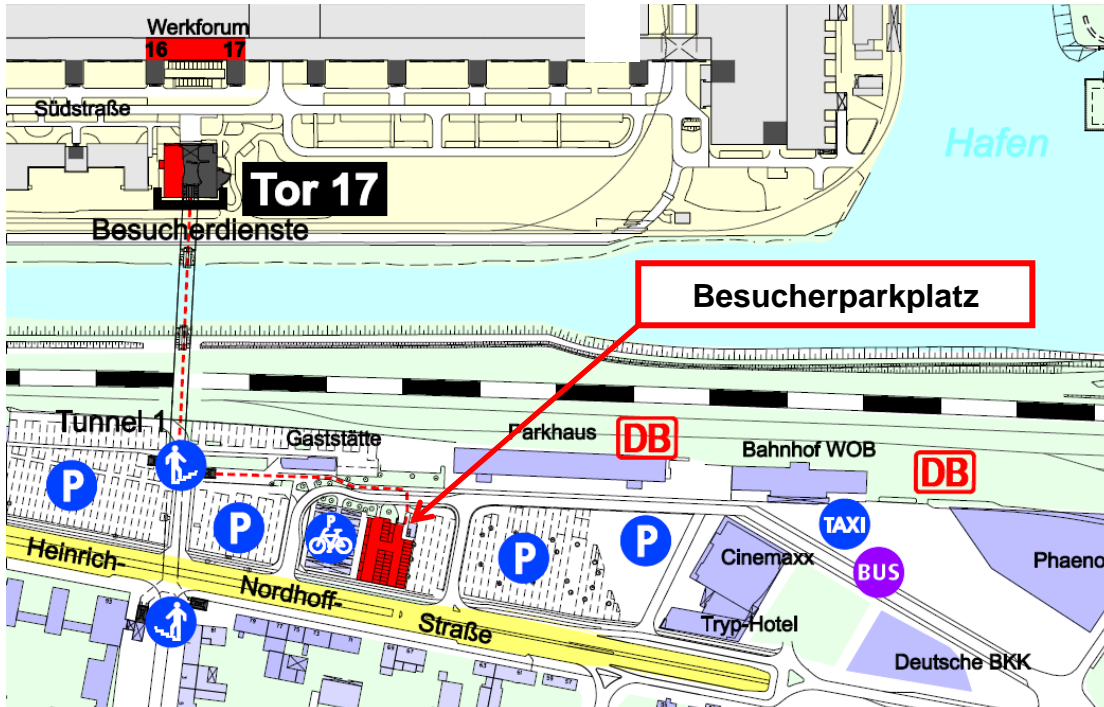 Werkforum
16 17
Südstraße
Hafen
Tor 17
Besucherdienste
Besucherparkplatz
Tunnel 1
Gaststätte
Parkhaus
DB
Bahnhof WOB
DB
P
P
P
P
P
TAXI
BUS
Cinemaxx
Phaeno
Heinrich-
Nordhoff-
Straße
Tryp-Hotel
Deutsche BKK